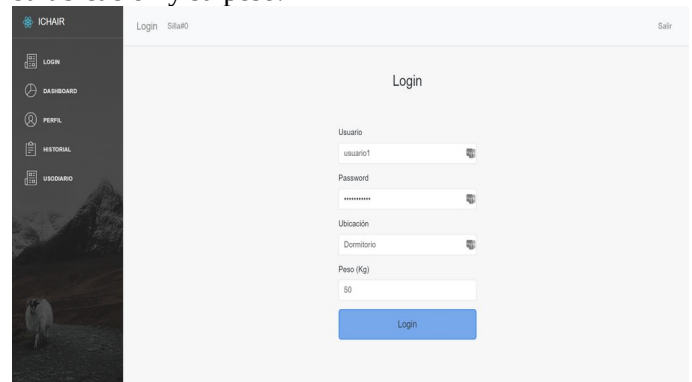 ICHAIR
Login Silla#0 Salir
LOGIN
DASHBOARD
PERFIL
HISTORIAL
USODIARIO
Login
Usuario
usuario1
Password
•••••••••••
Ubicación
Dormitorio
Peso (Kg)
50
Login